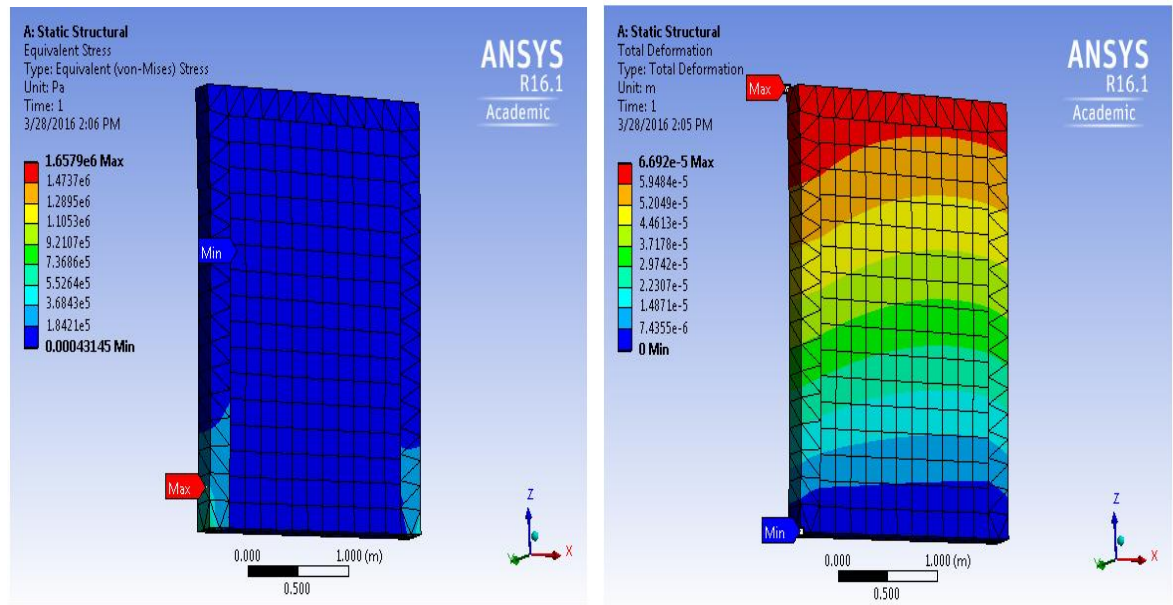 A: Static Structural
Equivalent Stress
Type: Equivalent (von-Mises) Stress
Unit: Pa
Time: 1
3/28/2016 2:06 PM
ANSYS
R16.1
Academic
1.6579e6 Max
1.4737e6
1.2895e6
1.1053e6
9.2107e5
7.3686e5
5.5264e5
3.6843e5
1.8421e5
0.00043145 Min
Min
Max
0.000 1.000 (m)
0.500
Z
Y
X
A: Static Structural
Total Deformation
Type: Total Deformation
Unit: m
Time: 1
3/28/2016 2:05 PM
Max
ANSYS
R16.1
Academic
6.692e-5 Max
5.9484e-5
5.2049e-5
4.4613e-5
3.7178e-5
2.9742e-5
2.2307e-5
1.4871e-5
7.4355e-6
0 Min
Min
0.000 1.000 (m)
0.500
Z
Y
X